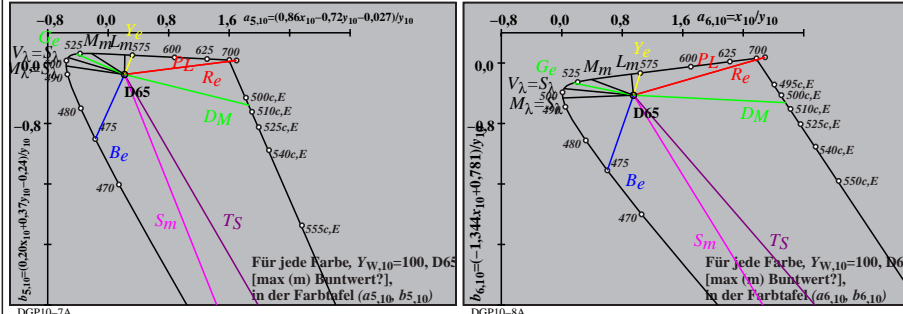 −0,8 0,0 0,8 1,6 a5,10=(0,86x10−0,72y10−0,027)/y10
0,0
−0,8
b5,10=(0,20x10+0,37y10−0,24)/y10
Vλ=Sλ
500
490
480
475
470
525
Ge
Mm
Lm
Ye
575
600
625
700
PL
Re
D65
DM
Be
Sm
TS
500c,E
510c,E
525c,E
540c,E
555c,E
Für jede Farbe, YW,10=100, D65
[max (m) Buntwert?],
in der Farbtafel (a5,10, b5,10)
DGP10-7A
−0,8 0,0 0,8 1,6 a6,10=x10/y10
0,0
−0,8
b6,10=(−1,344x10+0,781)/y10
Vλ=Sλ
500
490
480
475
470
525
Ge
Mm
Lm
Ye
575
600
625
700
PL
Re
D65
DM
Be
Sm
TS
495c,E
500c,E
510c,E
525c,E
540c,E
550c,E
Für jede Farbe, YW,10=100, D6
[max (m) Buntwert?],
in der Farbtafel (a6,10, b6,10)
DGP10-8A